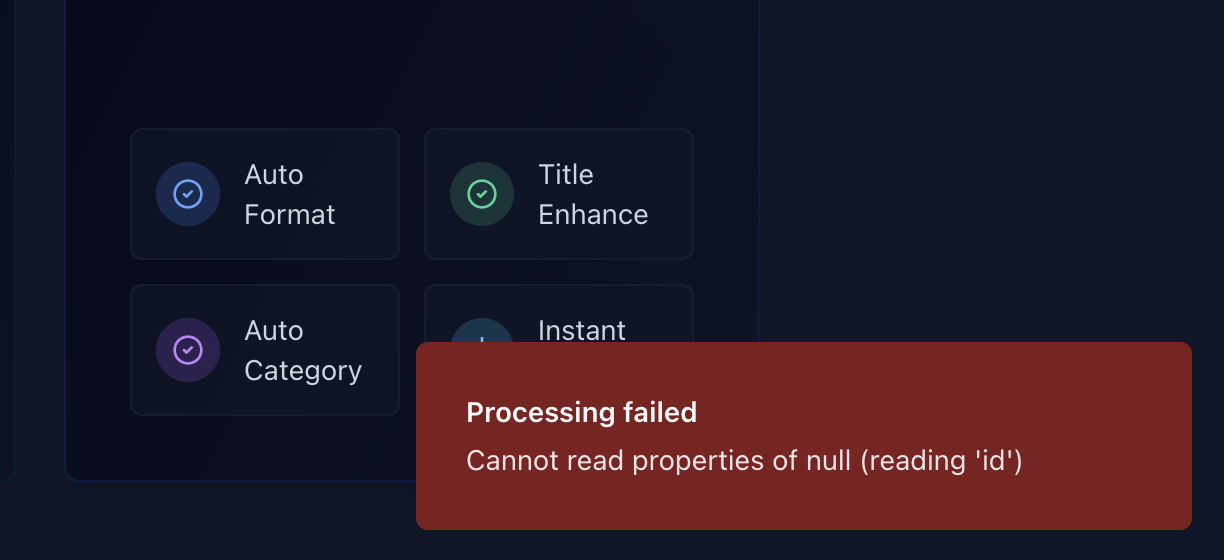 Auto
Format
Title
Enhance
Auto
Category
Instant
Processing failed
Cannot read properties of null (reading 'id')